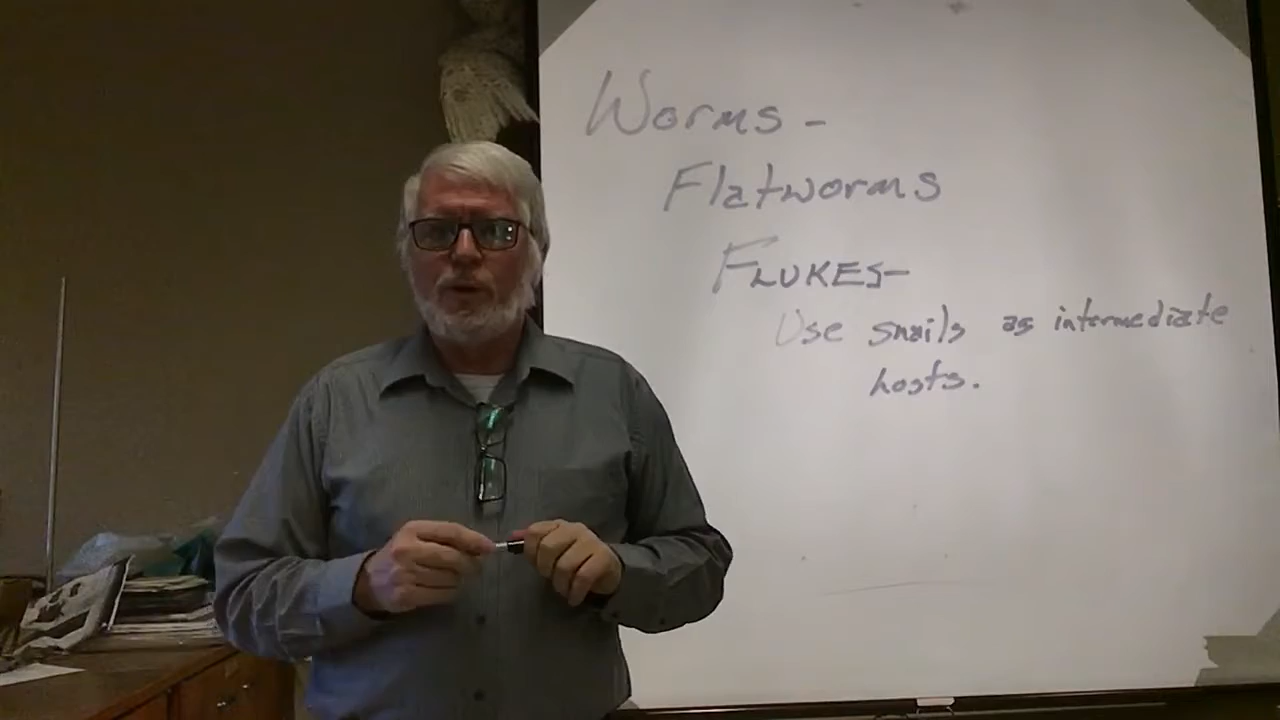 Worms -
Flatworms
FLUKES-
Use snails as intermediate
hosts.